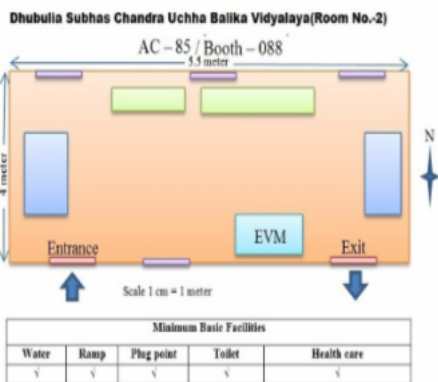 Dhubulia Subhas Chandra Uchha Balika Vidyalaya(Room No.-2)
AC – 85 / Booth – 088
5.5 meter
4 meter
N
EVM
Entrance
Exit
Scale 1 cm = 1 meter
Minimum Basic Facilities
Water Ramp Plug point Toilet Health care
√ √ √ √ √